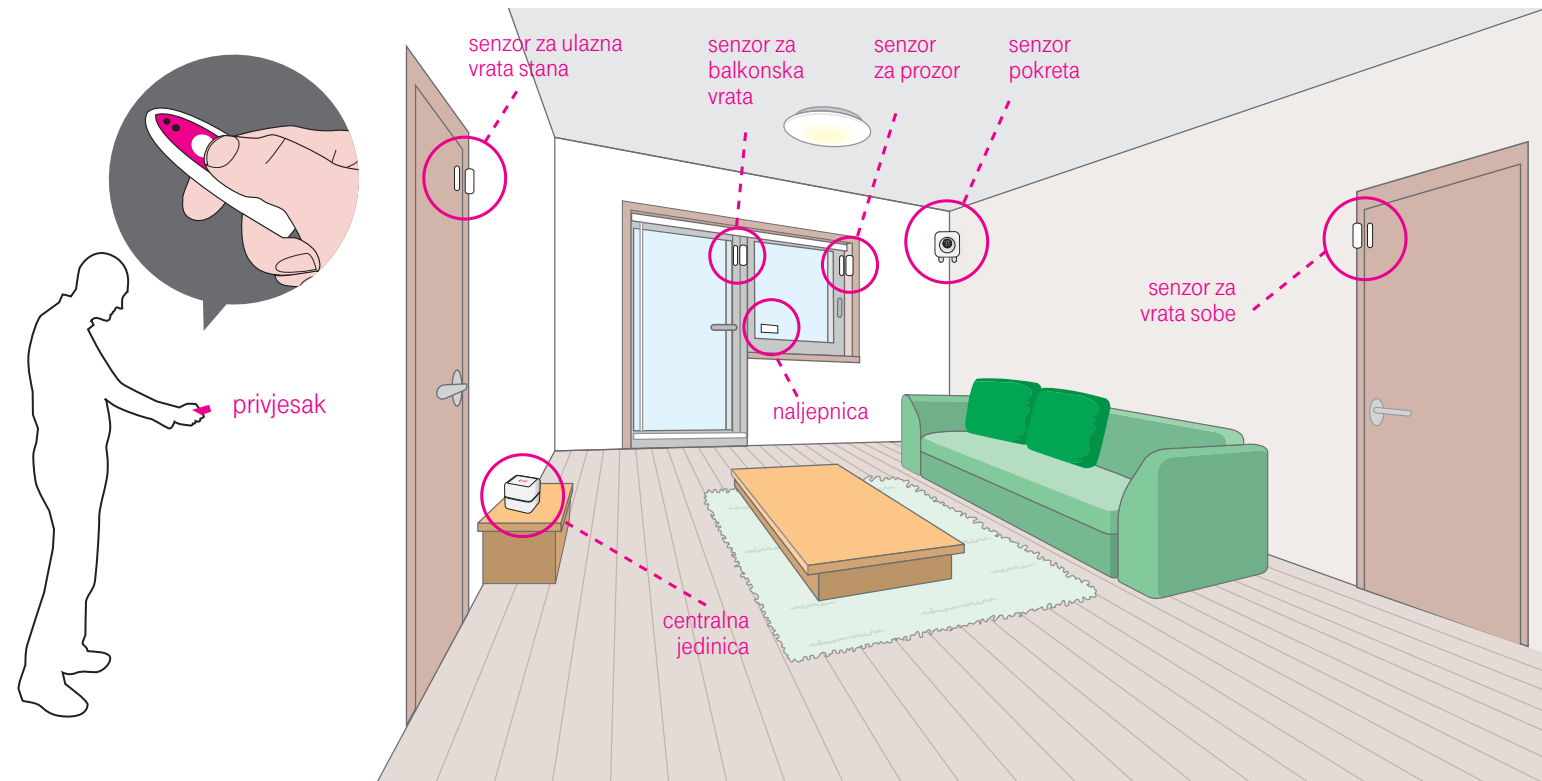 senzor za ulazna
vrata stana
senzor za
balkonska
vrata
senzor
za prozor
senzor
pokreta
senzor za
vrata sobe
privjesak
naljepnica
centralna
jedinica